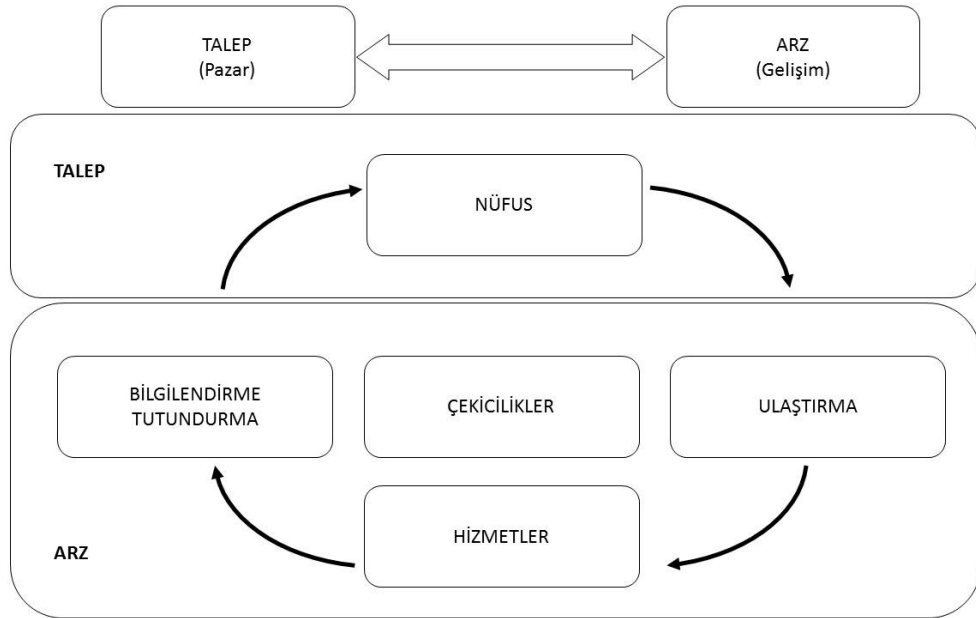 TALEP
(Pazar)
ARZ
(Gelişim)
TALEP
NÜFUS
BİLGİLENDİRME
TUTUNDURMA
ÇEKİCİLİKLER
ULAŞTIRMA
HİZMETLER
ARZ